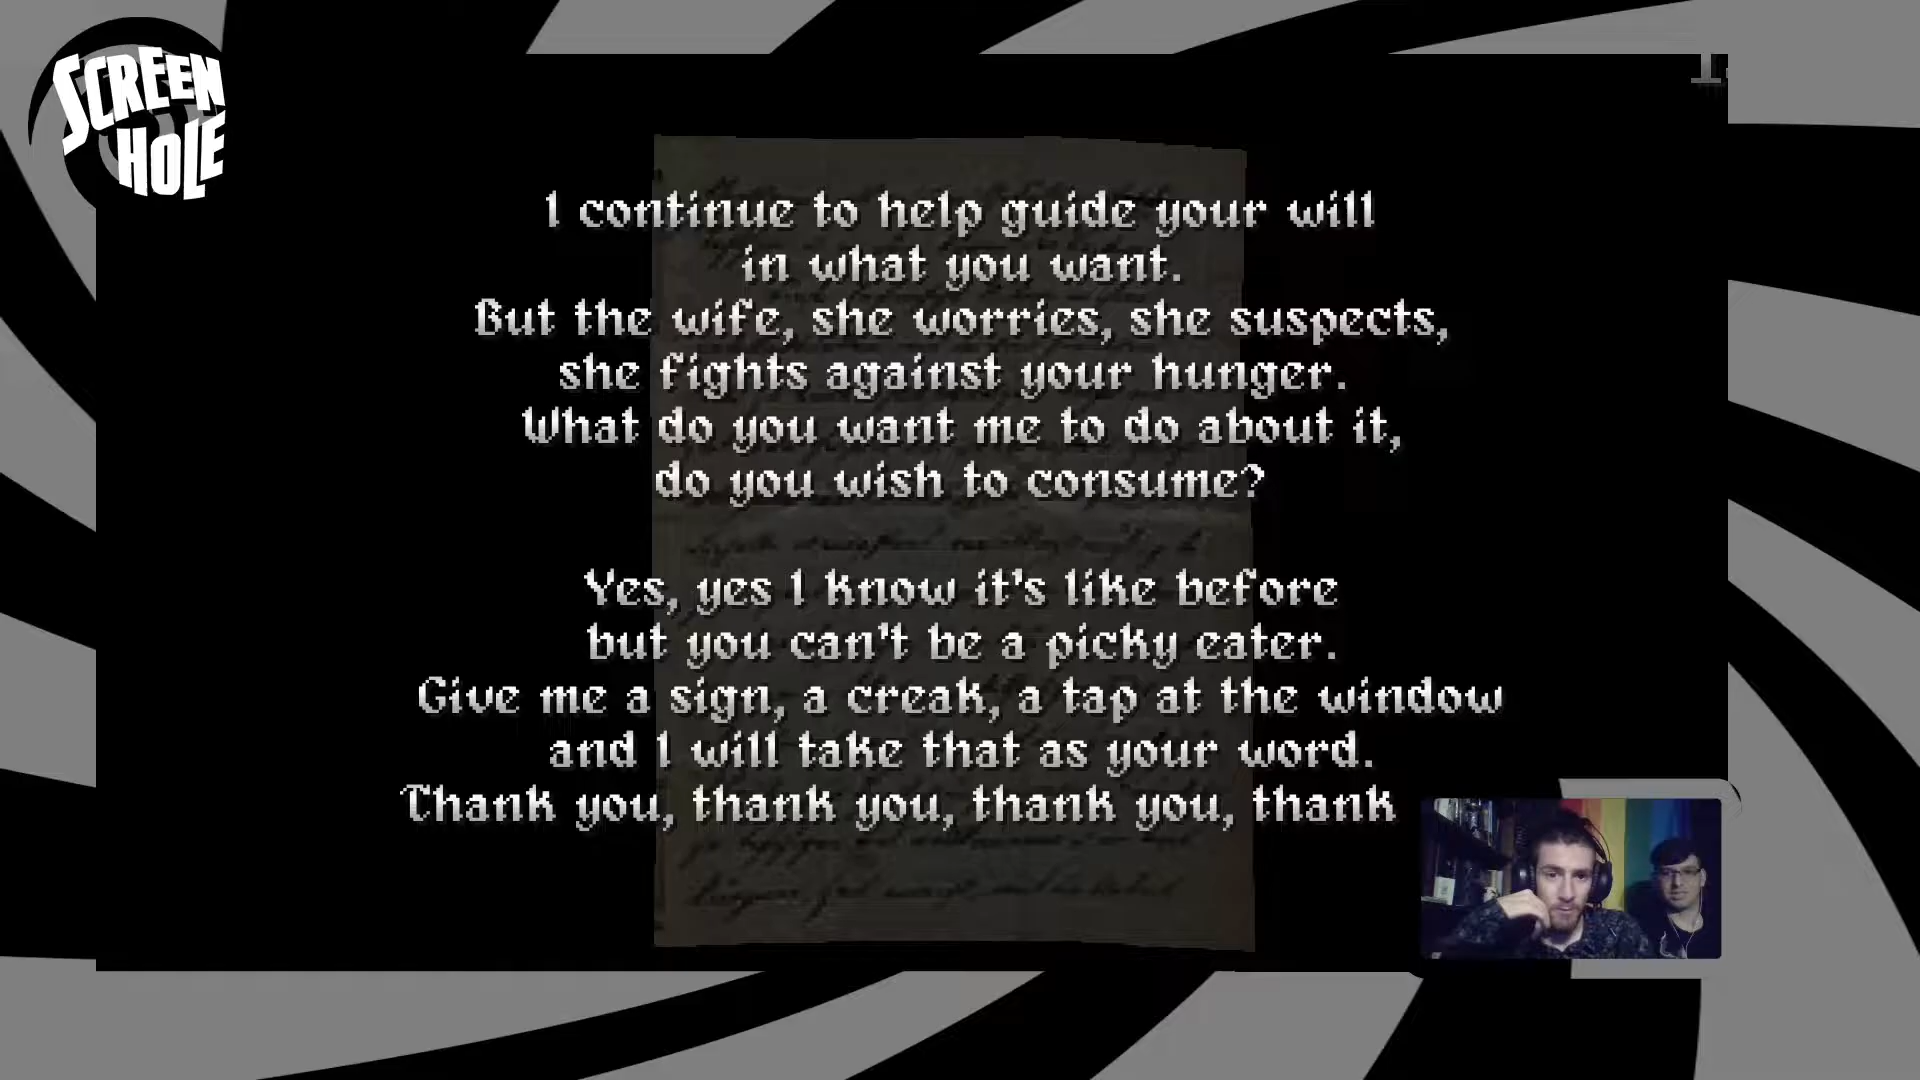 SCREEN
HOLE
I continue to help guide your will
in what you want.
But the wife, she worries, she suspects,
she fights against your hunger.
What do you want me to do about it,
do you wish to consume?
Yes, yes I know it's like before
but you can't be a picky eater.
Give me a sign, a creak, a tap at the window
and I will take that as your word.
Thank you, thank you, thank you, thank